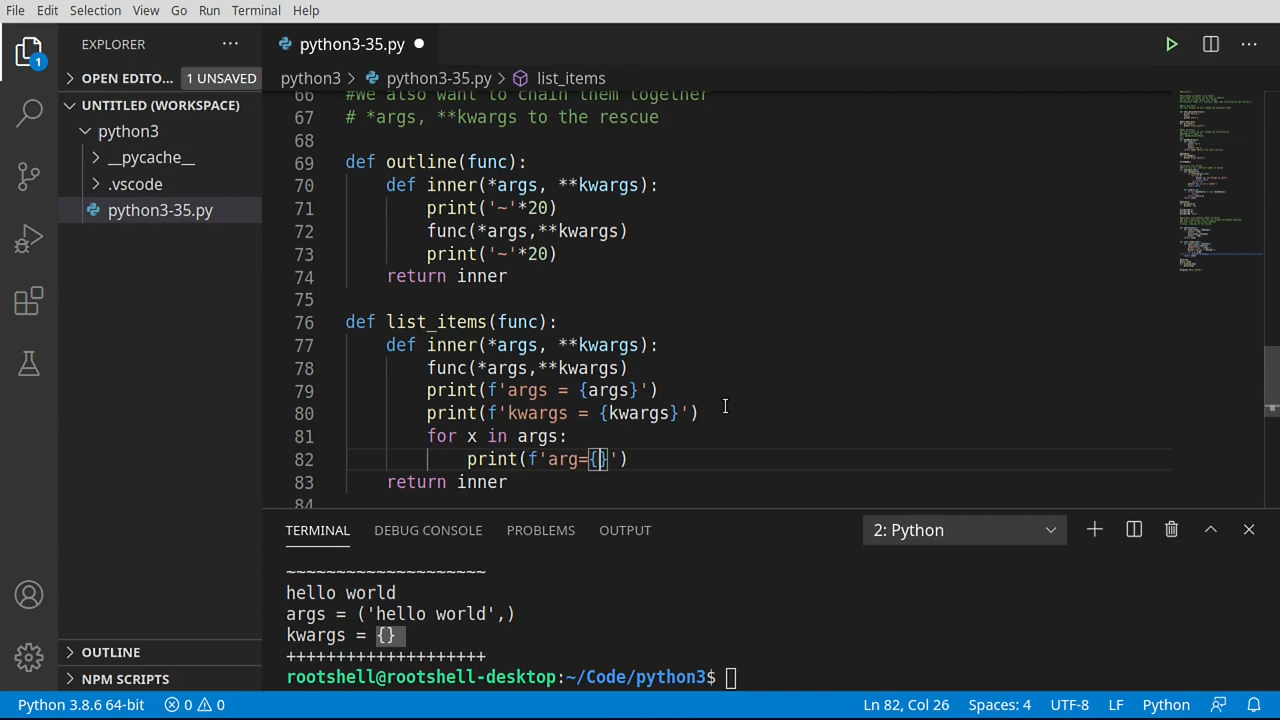 File Edit Selection View Go Run Terminal Help
EXPLORER
OPEN EDITO... 1 UNSAVED
UNTITLED (WORKSPACE)
python3
__pycache__
.vscode
python3-35.py
OUTLINE
NPM SCRIPTS
1
python3-35.py
python3 > python3-35.py > list_items
66 #We also want to chain them together
67 # *args, **kwargs to the rescue
68
69 def outline(func):
70 def inner(*args, **kwargs):
71 print('~'*20)
72 func(*args,**kwargs)
73 print('~'*20)
74 return inner
75
76 def list_items(func):
77 def inner(*args, **kwargs):
78 func(*args,**kwargs)
79 print(f'args = {args}')
80 print(f'kwargs = {kwargs}')
81 for x in args:
82 print(f'arg={}')
83 return inner
84
TERMINAL DEBUG CONSOLE PROBLEMS OUTPUT 2: Python
~~~~~~~~~~~~~~~~~~~~
hello world
args = ('hello world',)
kwargs = {}
++++++++++++++++++++
rootshell@rootshell-desktop:~/Code/python3$
Python 3.8.6 64-bit 0 0 Ln 82, Col 26 Spaces: 4 UTF-8 LF Python